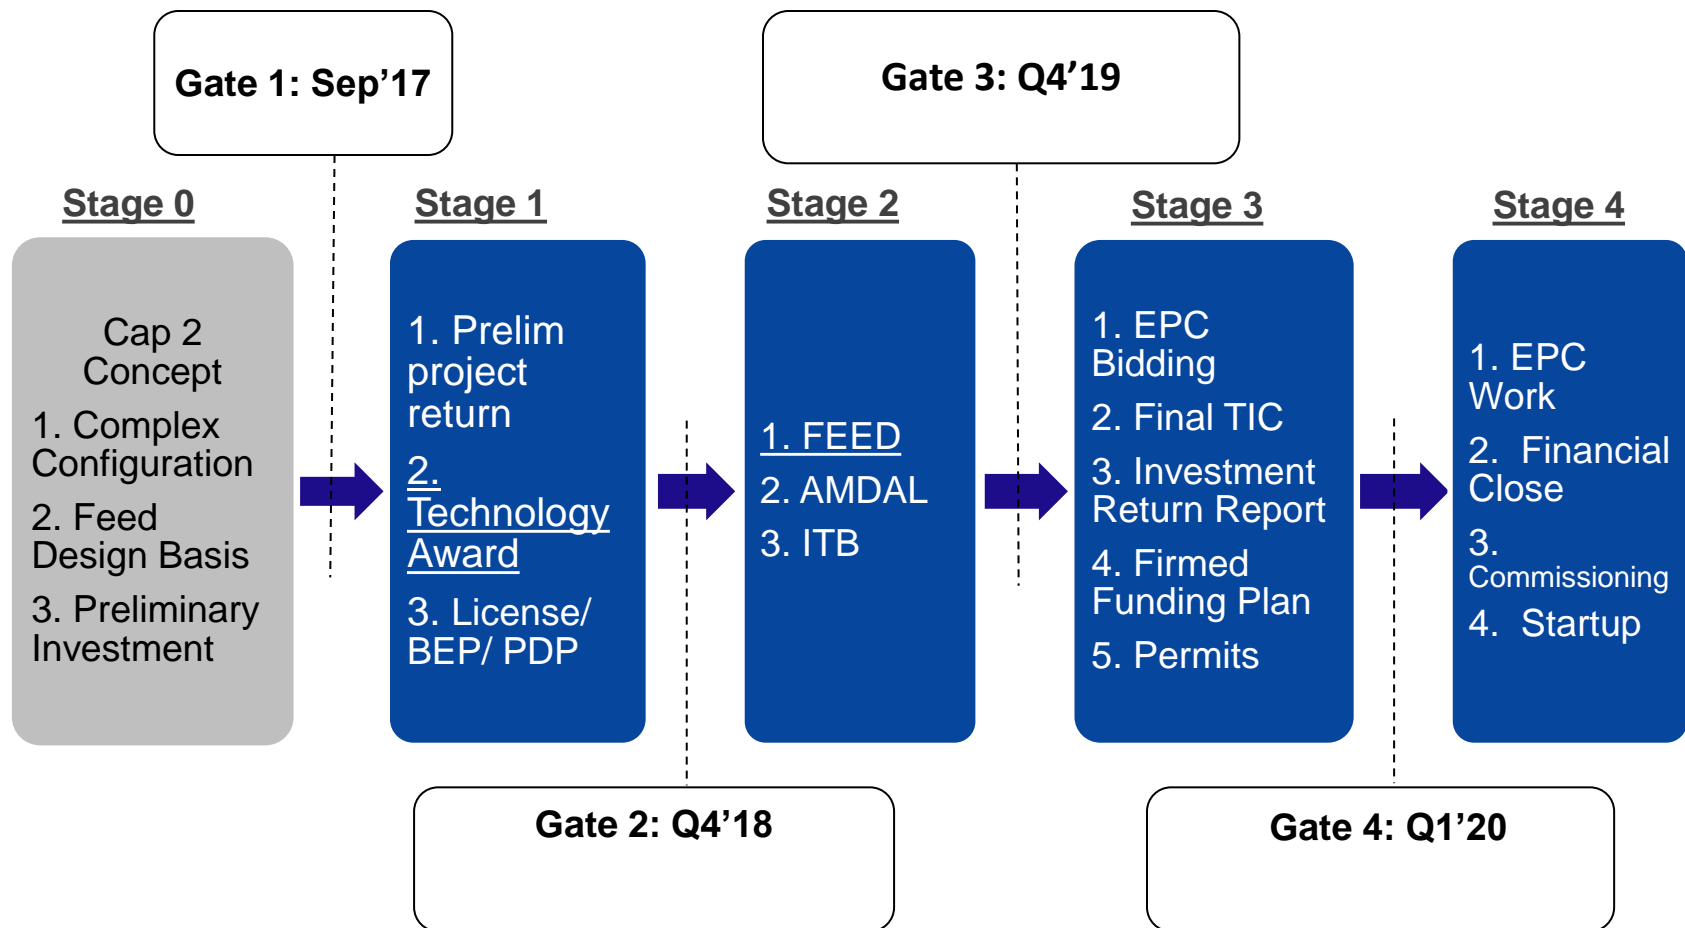 Gate 1: Sep’17
Gate 3: Q4’19
Stage 0
Stage 1
Stage 2
Stage 3
Stage 4
Cap 2
Concept
1. Complex
Configuration
2. Feed
Design Basis
3. Preliminary
Investment
1. Prelim
project
return
2.
Technology
Award
3. License/
BEP/ PDP
1. FEED
2. AMDAL
3. ITB
1. EPC
Bidding
2. Final TIC
3. Investment
Return Report
4. Firmed
Funding Plan
5. Permits
1. EPC
Work
2. Financial
Close
3.
Commissioning
4. Startup
Gate 2: Q4’18
Gate 4: Q1’20